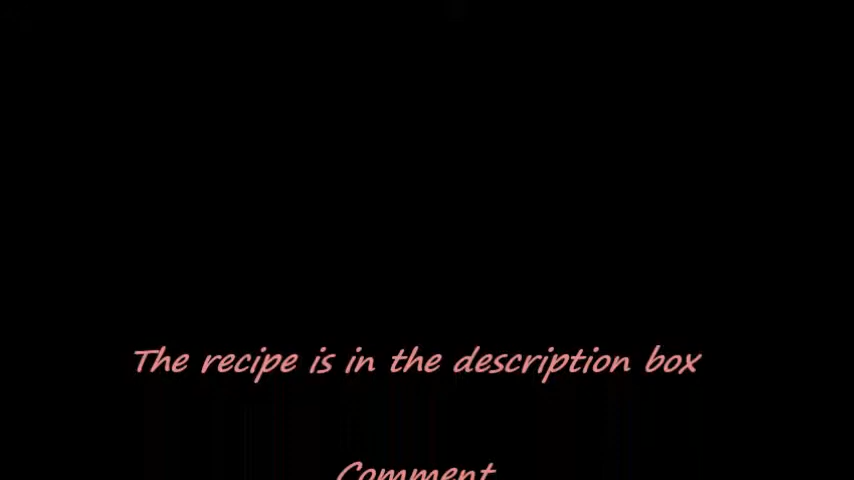 The recipe is in the description box
Comment